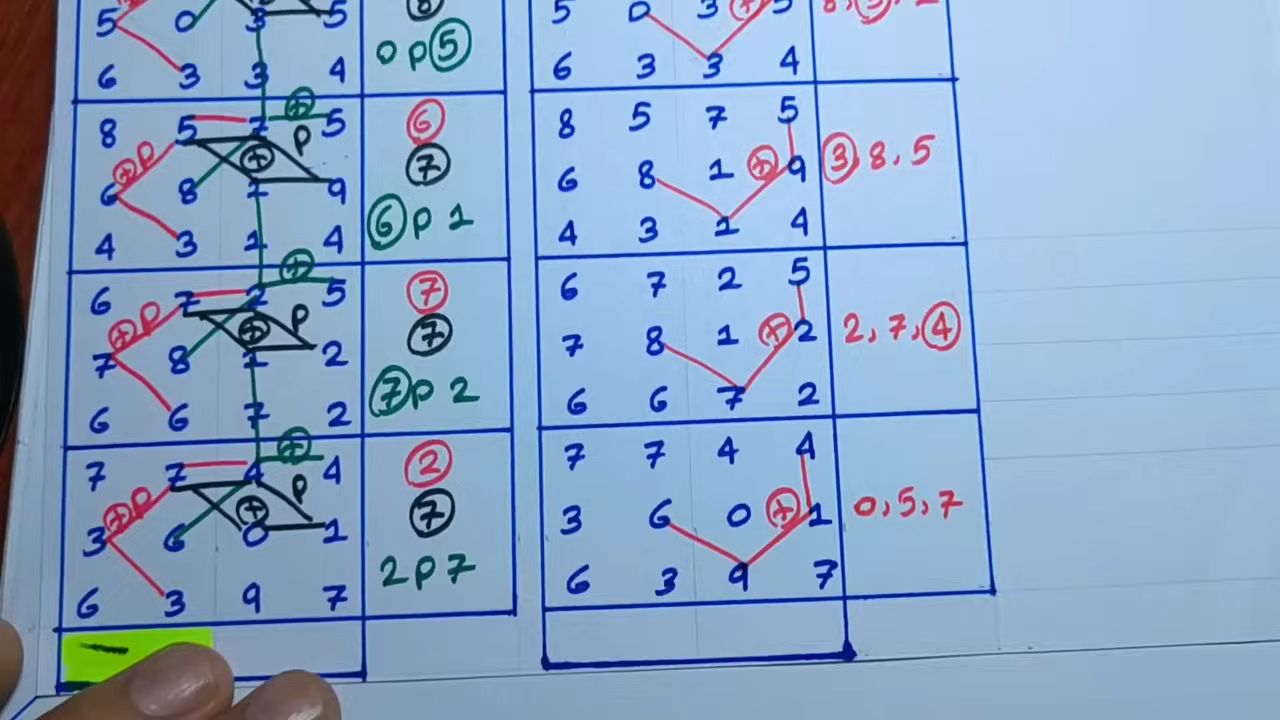 5 0 3 5
0 P 5
6 3 3 4
8 5 7 5
6
⊕ P ⊕ P
7
6 8 1 9
6 P 1
4 3 1 4
6 7 2 5
7
⊕ P ⊕ P
7
7 8 1 2
7 P 2
6 6 7 2
7 7 4 4
2
⊕ P ⊕ P
7
3 6 0 1
2 P 7
6 3 9 7
5 0 3 5
6 3 3 4
8 5 7 5
6 8 1 ⊕ 9 3, 8, 5
4 3 1 4
6 7 2 5
7 8 1 ⊕ 2 2, 7, 4
6 6 7 2
7 7 4 4
3 6 0 ⊕ 1 0, 5, 7
6 3 9 7